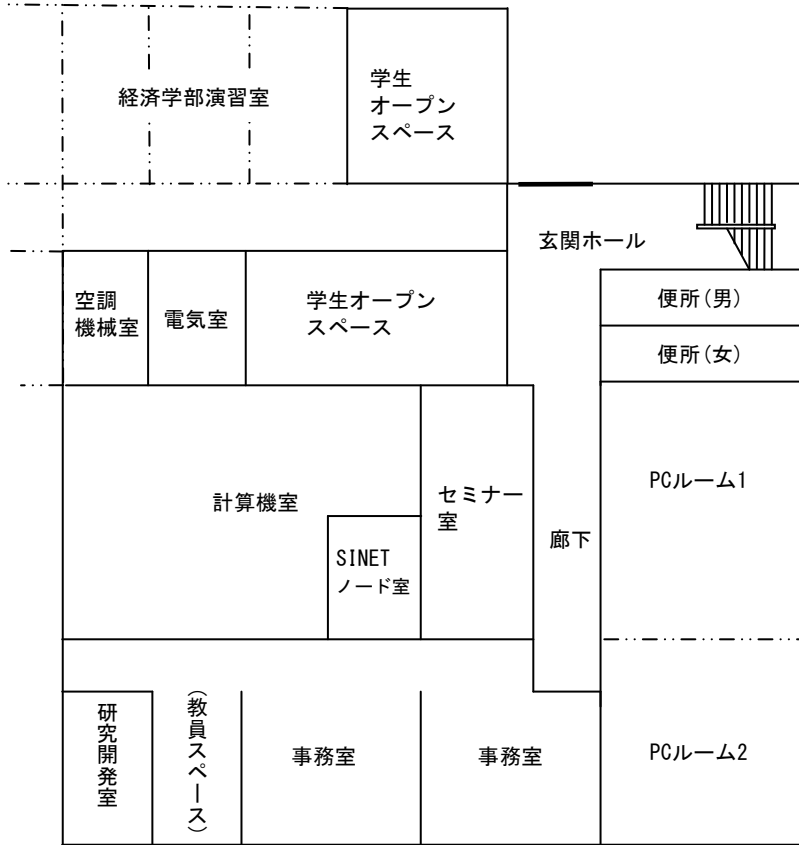 経済学部演習室
学生
オープン
スペース
玄関ホール
空調
機械室
電気室
学生オープン
スペース
便所(男)
便所(女)
計算機室
SINET
ノード室
セミナー
室
廊下
PCルーム1
研究開発室
(教員スペース)
事務室
事務室
PCルーム2